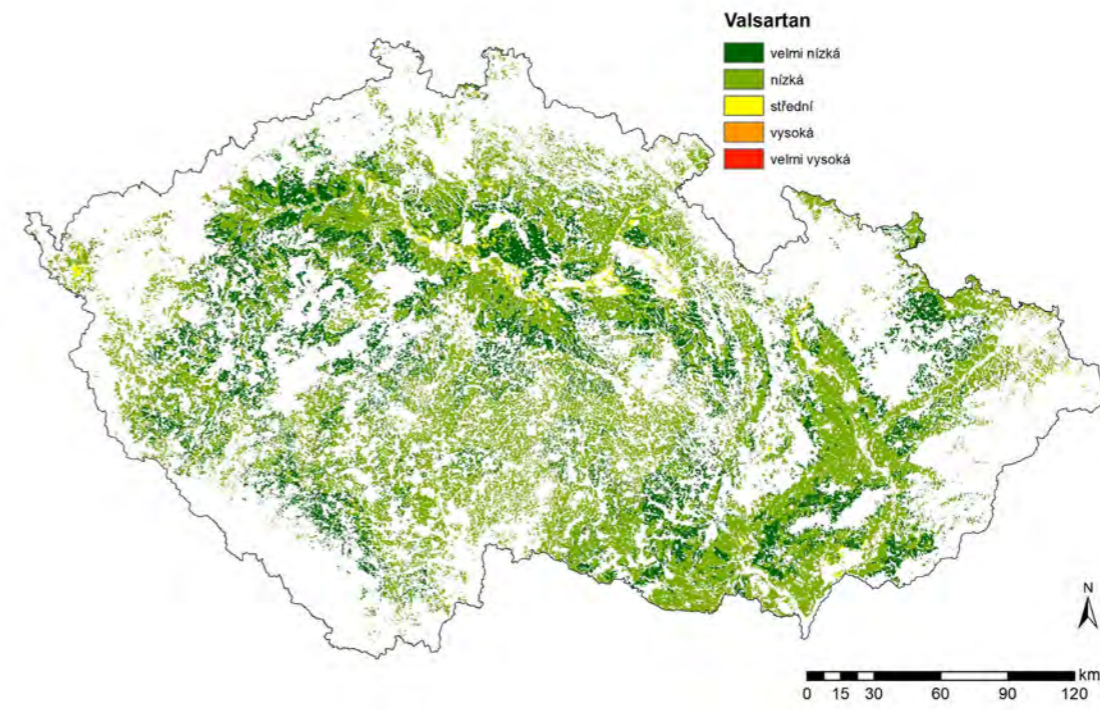 Valsartan
velmi nízká
nízká
střední
vysoká
velmi vysoká
N
km
0 15 30 60 90 120